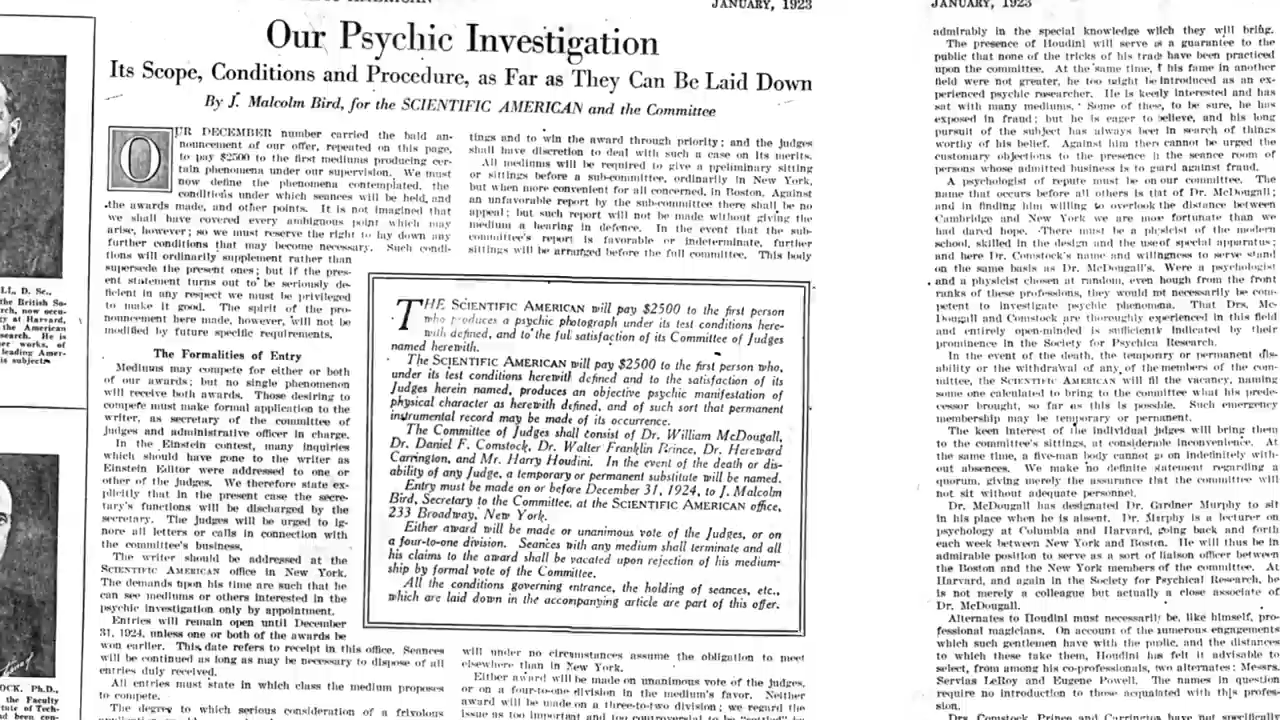 JANUARY, 1923
Our Psychic Investigation
Its Scope, Conditions and Procedure, as Far as They Can Be Laid Down
By J. Malcolm Bird, for the SCIENTIFIC AMERICAN and the Committee
OUR DECEMBER number carried the bald an-
nouncement of our offer, repeated on this page,
to pay $2500 to the first mediums producing cer-
tain phenomena under our supervision. We must
now define the phenomena contemplated, the
conditions under which seances will be held, and
the awards made, and other points. It is not imagined that
we shall have covered every ambiguous point which may
arise, however; so we must reserve the right to lay down any
further conditions that may become necessary. Such condi-
tions will ordinarily supplement rather than
supersede the present ones; but if the pres-
ent statement turns out to be seriously de-
ficient in any respect we must be privileged
to make it good. The spirit of the pro-
nouncement here made, however, will not be
modified by future specific requirements.
The Formalities of Entry
Mediums may compete for either or both
of our awards; but no single phenomenon
will receive both awards. Those desiring to
compete must make formal application to the
writer, as secretary of the committee of
judges and administrative officer in charge.
In the Einstein contest, many inquiries
which should have gone to the writer as
Einstein Editor were addressed to one or
other of the judges. We therefore state ex-
plicitly that in the present case the secre-
tary's functions will be discharged by the
secretary. The judges will be urged to ig-
nore all letters or calls in connection with
the committee's business.
The writer should be addressed at the
SCIENTIFIC AMERICAN office in New York.
The demands upon his time are such that he
can see mediums or others interested in the
psychic investigation only by appointment.
Entries will remain open until December
31, 1924, unless one or both of the awards be
won earlier. This date refers to receipt in this office. Seances
will be continued as long as may be necessary to dispose of all
entries duly received.
All entries must state in which class the medium proposes
to compete.
The degree to which serious consideration of a frivolous
tings and to win the award through priority; and the judges
shall have discretion to deal with such a case on its merits.
All mediums will be required to give a preliminary sitting
or sittings before a sub-committee, ordinarily in New York,
but when more convenient for all concerned, in Boston. Against
an unfavorable report by the sub-committee there shall be no
appeal; but such report will not be made without giving the
medium a hearing in defence. In the event that the sub-
committee's report is favorable or indeterminate, further
sittings will be arranged before the full committee. This body
THE SCIENTIFIC AMERICAN will pay $2500 to the first person
who produces a psychic photograph under its test conditions here-
with defined, and to the full satisfaction of its Committee of Judges
named herewith.
The SCIENTIFIC AMERICAN will pay $2500 to the first person who,
under its test conditions herewith defined and to the satisfaction of its
Judges herein named, produces an objective psychic manifestation of
physical character as herewith defined, and of such sort that permanent
instrumental record may be made of its occurrence.
The Committee of Judges shall consist of Dr. William McDougall,
Dr. Daniel F. Comstock, Dr. Walter Franklin Prince, Dr. Hereward
Carrington, and Mr. Harry Houdini. In the event of the death or dis-
ability of any Judge, a temporary or permanent substitute will be named.
Entry must be made on or before December 31, 1924, to J. Malcolm
Bird, Secretary to the Committee, at the SCIENTIFIC AMERICAN office,
233 Broadway, New York.
Either award will be made or unanimous vote of the Judges, or on
a four-to-one division. Seances with any medium shall terminate and all
his claims to the award shall be vacated upon rejection of his medium-
ship by formal vote of the Committee.
All the conditions governing entrance, the holding of seances, etc.,
which are laid down in the accompanying article are part of this offer.
will under no circumstances assume the obligation to meet
elsewhere than in New York.
Either award will be made on unanimous vote of the judges,
or on a four-to-one division in the medium's favor. Neither
award will be made on a three-to-two division; we regard the
issue as too important and too controversial to be "settled"
JANUARY, 1923
admirably in the special knowledge which they will bring.
The presence of Houdini will serve as a guarantee to the
public that none of the tricks of his trade have been practiced
upon the committee. At the same time, if his fame in another
field were not greater, he too might be introduced as an ex-
perienced psychic researcher. He is keenly interested and has
sat with many mediums. Some of these, to be sure, he has
exposed in fraud; but he is eager to believe, and his long
pursuit of the subject has always been in search of things
worthy of his belief. Against him then cannot be urged the
customary objections to the presence in the seance room of
persons whose admitted business is to guard against fraud.
A psychologist of repute must be on our committee. The
name that occurs before all others is that of Dr. McDougall;
and in finding him willing to overlook the distance between
Cambridge and New York we are more fortunate than we
had dared hope. There must be a physicist of the modern
school, skilled in the design and the use of special apparatus;
and here Dr. Comstock's name and willingness to serve stand
on the same basis as Dr. McDougall's. Were a psychologist
and a physicist chosen at random, even though from the front
ranks of these professions, they would not necessarily be com-
petent to investigate psychic phenomena. That Drs. Mc-
Dougall and Comstock are thoroughly experienced in this field
and entirely open-minded is sufficiently indicated by their
prominence in the Society for Psychical Research.
In the event of the death, the temporary or permanent dis-
ability or the withdrawal of any of the members of the com-
mittee, the SCIENTIFIC AMERICAN will fill the vacancy, naming
some one calculated to bring to the committee what his prede-
cessor brought, so far as this is possible. Such emergency
membership may be temporary or permanent.
The keen interest of the individual judges will bring them
to the committee's sittings, at considerable inconvenience. At
the same time, a five-man body cannot go on indefinitely with-
out absences. We make no definite statement regarding a
quorum, giving merely the assurance that the committee will
not sit without adequate personnel.
Dr. McDougall has designated Dr. Gardner Murphy to sit
in his place when he is absent. Dr. Murphy is a lecturer on
psychology at Columbia and Harvard, going back and forth
each week between New York and Boston. He will thus be in
admirable position to serve as a sort of liaison officer between
the Boston and the New York members of the committee. At
Harvard, and again in the Society for Psychical Research, he
is not merely a colleague but actually a close associate of
Dr. McDougall.
Alternates to Houdini must necessarily be, like himself, pro-
fessional magicians. On account of the numerous engagements
which such gentlemen have with the public, and the distances
to which these take them, Houdini has felt it advisable to
select, from among his co-professionals, two alternates: Messrs.
Servias LeRoy and Eugene Powell. The names in question
require no introduction to those acquainted with this profes-
sion.
Drs. Comstock, Prince and Carrington have not specifically
LL, D. Sc.,
the British So-
rch, now occu-
gy at Harvard,
the American
search. He is
er works, of
leading Amer-
is subjects.
OCK. Ph.D.,
the Faculty
tute of Tech-
ad been con-